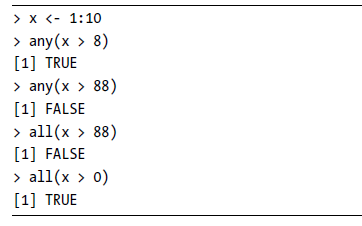 > x <- 1:10
> any(x > 8)
[1] TRUE
> any(x > 88)
[1] FALSE
> all(x > 88)
[1] FALSE
> all(x > 0)
[1] TRUE